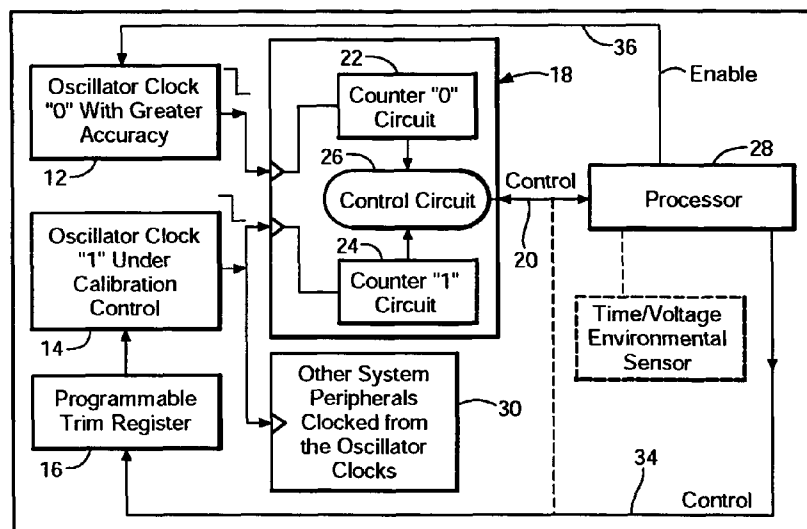 36
Oscillator Clock
"0" With Greater
Accuracy
12
22
Counter "0"
Circuit
18
Enable
26
Control Circuit
Control
20
28
Processor
Oscillator Clock
"1" Under
Calibration
Control
14
24
Counter "1"
Circuit
Time/Voltage
Environmental
Sensor
Programmable
Trim Register
16
Other System
Peripherals
Clocked from
the Oscillator
Clocks
30
34
Control